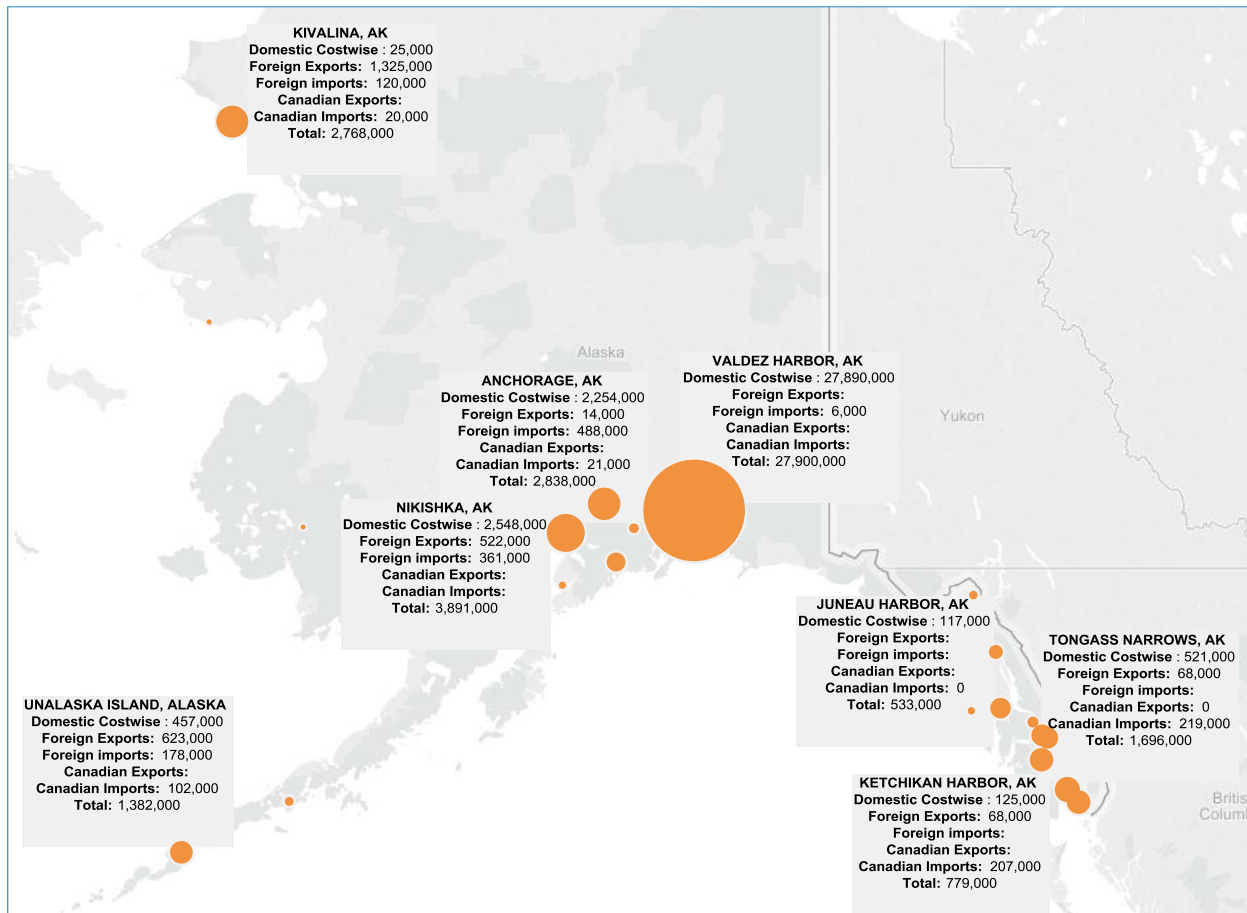 KIVALINA, AK
Domestic Costwise : 25,000
Foreign Exports: 1,325,000
Foreign imports: 120,000
Canadian Exports:
Canadian Imports: 20,000
Total: 2,768,000
Alaska
VALDEZ HARBOR, AK
Domestic Costwise : 27,890,000
Foreign Exports:
Foreign imports: 6,000
Canadian Exports:
Canadian Imports:
Total: 27,900,000
ANCHORAGE, AK
Domestic Costwise : 2,254,000
Foreign Exports: 14,000
Foreign imports: 488,000
Canadian Exports:
Canadian Imports: 21,000
Total: 2,838,000
Yukon
NIKISHKA, AK
Domestic Costwise : 2,548,000
Foreign Exports: 522,000
Foreign imports: 361,000
Canadian Exports:
Canadian Imports:
Total: 3,891,000
JUNEAU HARBOR, AK
Domestic Costwise : 117,000
Foreign Exports:
Foreign imports:
Canadian Exports:
Canadian Imports: 0
Total: 533,000
TONGASS NARROWS, AK
Domestic Costwise : 521,000
Foreign Exports: 68,000
Foreign imports:
Canadian Exports: 0
Canadian Imports: 219,000
Total: 1,696,000
UNALASKA ISLAND, ALASKA
Domestic Costwise : 457,000
Foreign Exports: 623,000
Foreign imports: 178,000
Canadian Exports:
Canadian Imports: 102,000
Total: 1,382,000
KETCHIKAN HARBOR, AK
Domestic Costwise : 125,000
Foreign Exports: 68,000
Foreign imports:
Canadian Exports:
Canadian Imports: 207,000
Total: 779,000
Britis
Colum